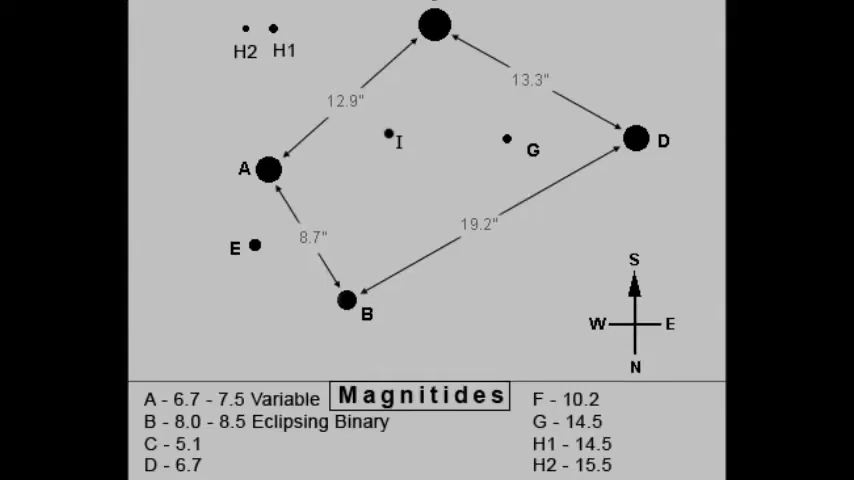 H2 H1
13.3"
12.9"
I
G
D
A
19.2"
8.7"
E
S
B
W E
N
Magnitides
A - 6.7 - 7.5 Variable
B - 8.0 - 8.5 Eclipsing Binary
C - 5.1
D - 6.7
F - 10.2
G - 14.5
H1 - 14.5
H2 - 15.5